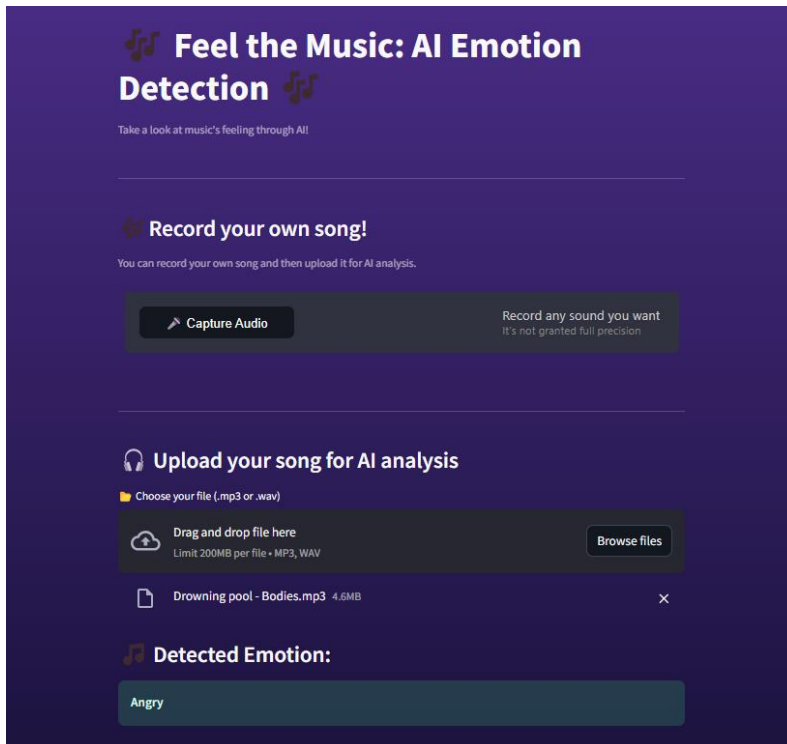 Feel the Music: AI Emotion
Detection
Take a look at music's feeling through AI!
Record your own song!
You can record your own song and then upload it for AI analysis.
Capture Audio
Record any sound you want
It's not granted full precision
Upload your song for AI analysis
Choose your file (.mp3 or .wav)
Drag and drop file here
Limit 200MB per file • MP3, WAV
Browse files
Drowning pool - Bodies.mp3 4.6MB
Detected Emotion:
Angry